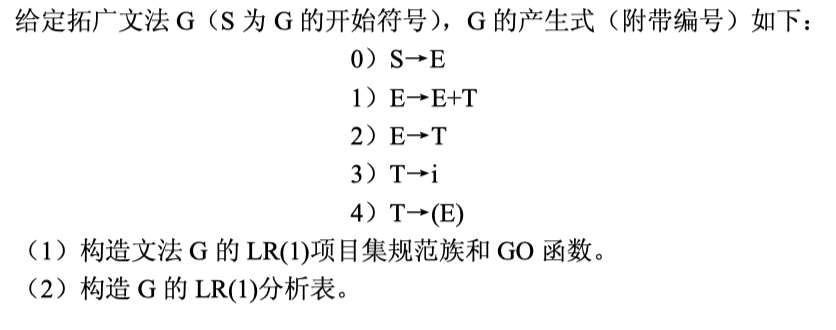 给定拓广文法 G（S 为 G 的开始符号），G 的产生式（附带编号）如下：
0）S→E
1）E→E+T
2）E→T
3）T→i
4）T→(E)
（1）构造文法 G 的 LR(1)项目集规范族和 GO 函数。
（2）构造 G 的 LR(1)分析表。